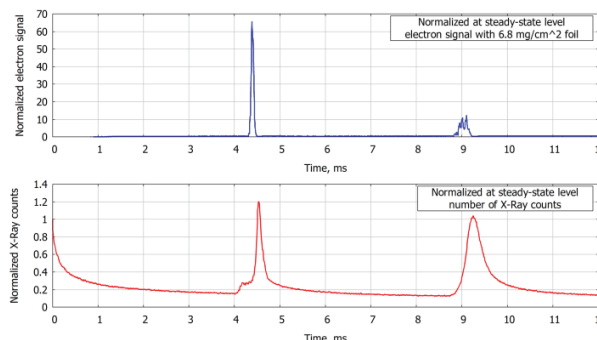 70
60
50
40
30
20
10
0
Normalized electron signal
Normalized at steady-state level
electron signal with 6.8 mg/cm^2 foil
0 1 2 3 4 5 6 7 8 9 10 11 1
Time, ms
1.4
1.2
1
0.8
0.6
0.4
0.2
0
Normalized X-Ray counts
Normalized at steady-state level
number of X-Ray counts
0 1 2 3 4 5 6 7 8 9 10 11 1
Time, ms